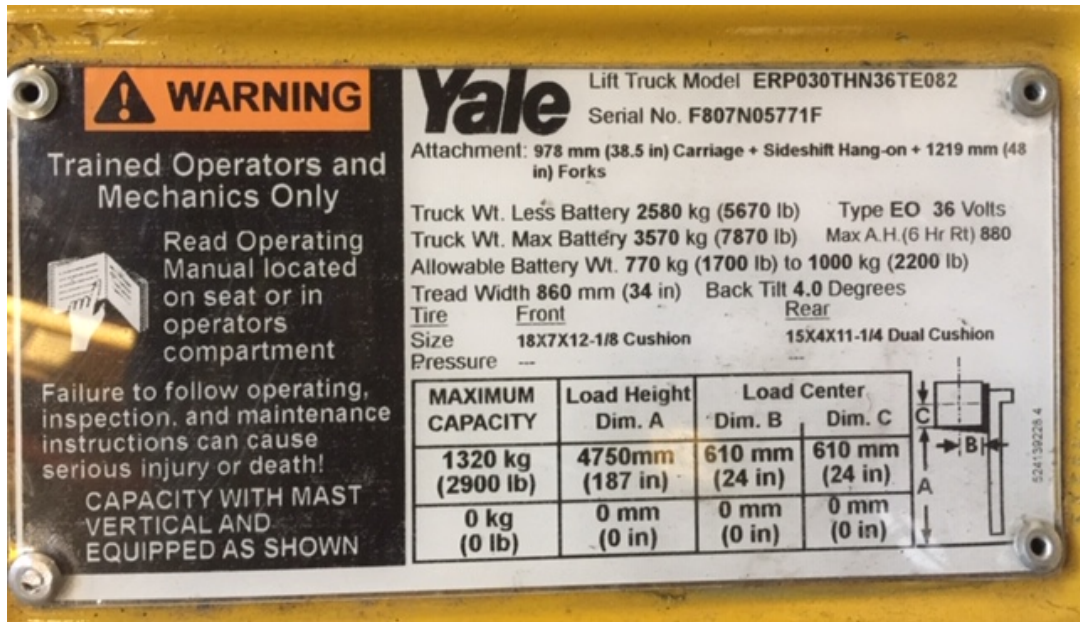 WARNING
Trained Operators and
Mechanics Only
Read Operating
Manual located
on seat or in
operators
compartment
Failure to follow operating,
inspection, and maintenance
instructions can cause
serious injury or death!
CAPACITY WITH MAST
VERTICAL AND
EQUIPPED AS SHOWN
Yale
Lift Truck Model ERP030THN36TE082
Serial No. F807N05771F
Attachment: 978 mm (38.5 in) Carriage + Sideshift Hang-on + 1219 mm (48
in) Forks
Truck Wt. Less Battery 2580 kg (5670 lb) Type EO 36 Volts
Truck Wt. Max Battery 3570 kg (7870 lb) Max A.H.(6 Hr Rt) 880
Allowable Battery Wt. 770 kg (1700 lb) to 1000 kg (2200 lb)
Tread Width 860 mm (34 in) Back Tilt 4.0 Degrees
Tire Front Rear
Size 18X7X12-1/8 Cushion 15X4X11-1/4 Dual Cushion
Pressure --- ---
MAXIMUM Load Height Load Center
CAPACITY Dim. A Dim. B Dim. C
1320 kg 4750mm 610 mm 610 mm
(2900 lb) (187 in) (24 in) (24 in)
0 kg 0 mm 0 mm 0 mm
(0 lb) (0 in) (0 in) (0 in)
C
B
A
524139228 4